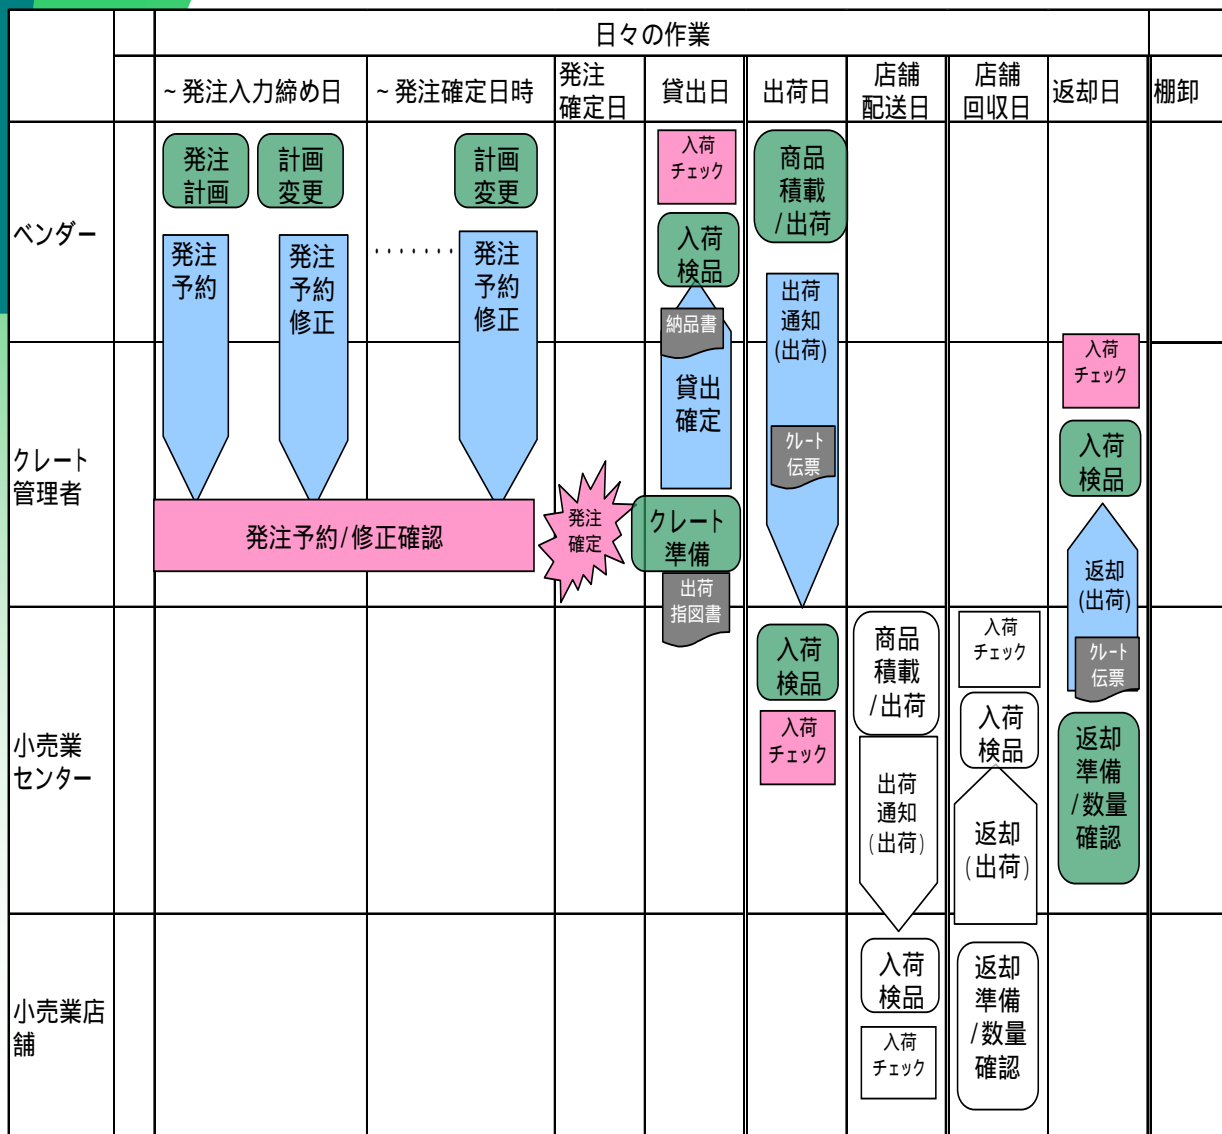 日々の作業
~発注入力締め日
~発注確定日時
発注
確定日
貸出日
出荷日
店舗
配送日
店舗
回収日
返却日
棚卸
ベンダー
発注
計画
計画
変更
計画
変更
入荷
チェック
商品
積載
/出荷
発注
予約
発注
予約
修正
・・・・・・・
発注
予約
修正
入荷
検品
納品書
貸出
確定
出荷
通知
(出荷)
クレート
伝票
入荷
チェック
入荷
検品
クレート
管理者
発注予約/修正確認
発注
確定
クレート
準備
出荷
指図書
返却
(出荷)
クレート
伝票
小売業
センター
入荷
検品
入荷
チェック
商品
積載
/出荷
出荷
通知
(出荷)
入荷
チェック
入荷
検品
返却
(出荷)
返却
準備
/数量
確認
小売業店
舗
入荷
検品
入荷
チェック
返却
準備
/数量
確認